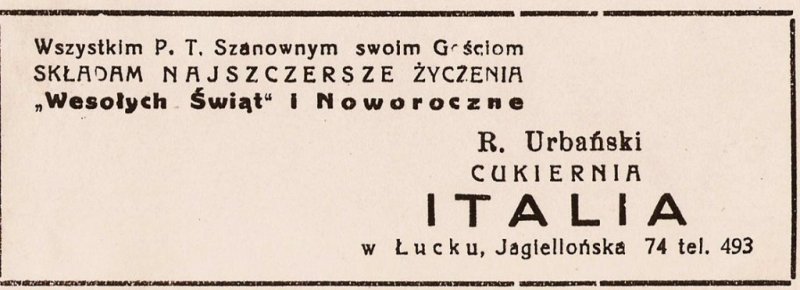 Wszystkim P. T. Szanownym swoim Gościom
SKŁADAM NAJSZCZERSZE ŻYCZENIA
„Wesołych Świąt" i Noworoczne
R. Urbański
CUKIERNIA
ITALIA
w Łucku, Jagiellońska 74 tel. 493